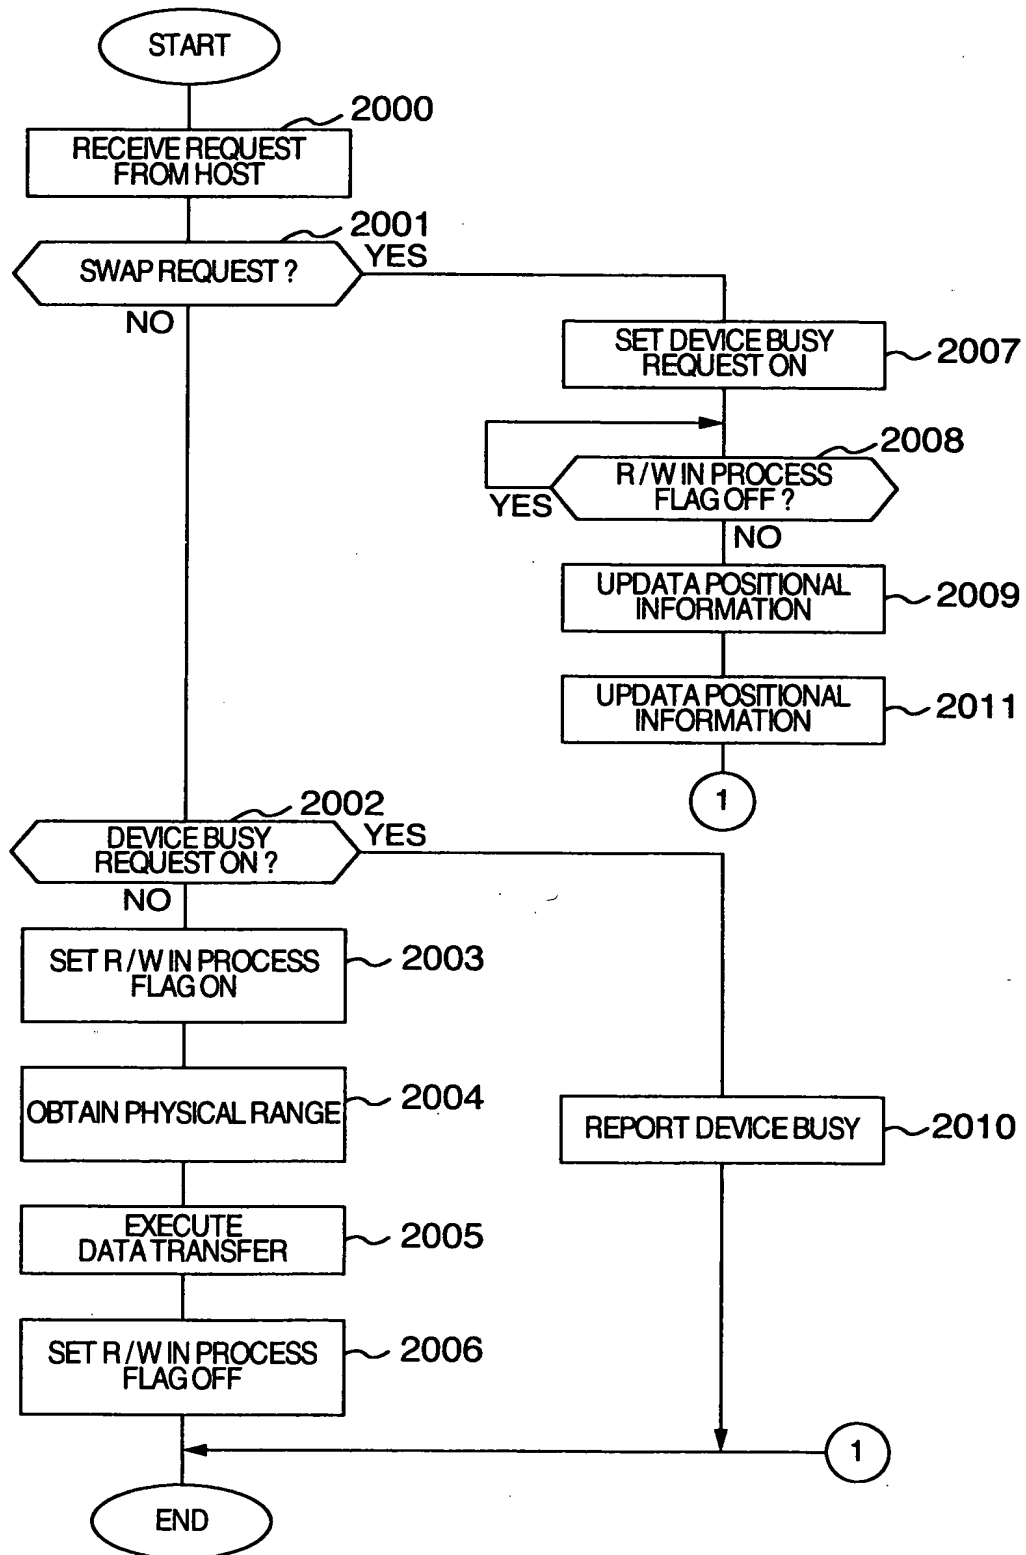 START
2000
RECEIVE REQUEST
FROM HOST
2001
SWAP REQUEST ?
YES
NO
SET DEVICE BUSY
REQUEST ON
2007
2008
R / W IN PROCESS
FLAG OFF ?
YES
NO
UPDATA POSITIONAL
INFORMATION
2009
UPDATA POSITIONAL
INFORMATION
2011
1
2002
DEVICE BUSY
REQUEST ON ?
YES
NO
SET R / W IN PROCESS
FLAG ON
2003
OBTAIN PHYSICAL RANGE
2004
REPORT DEVICE BUSY
2010
EXECUTE
DATA TRANSFER
2005
SET R / W IN PROCESS
FLAG OFF
2006
1
END